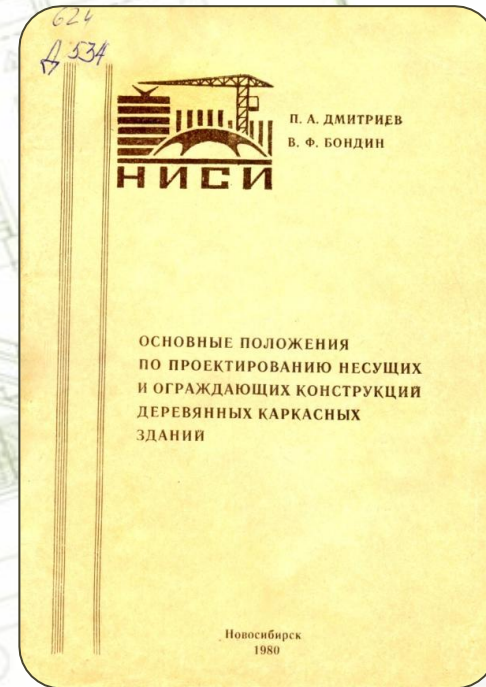 624
Д 534
П. А. ДМИТРИЕВ
В. Ф. БОНДИН
НИСИ
ОСНОВНЫЕ ПОЛОЖЕНИЯ
ПО ПРОЕКТИРОВАНИЮ НЕСУЩИХ
И ОГРАЖДАЮЩИХ КОНСТРУКЦИЙ
ДЕРЕВЯННЫХ КАРКАСНЫХ
ЗДАНИЙ
Новосибирск
1980